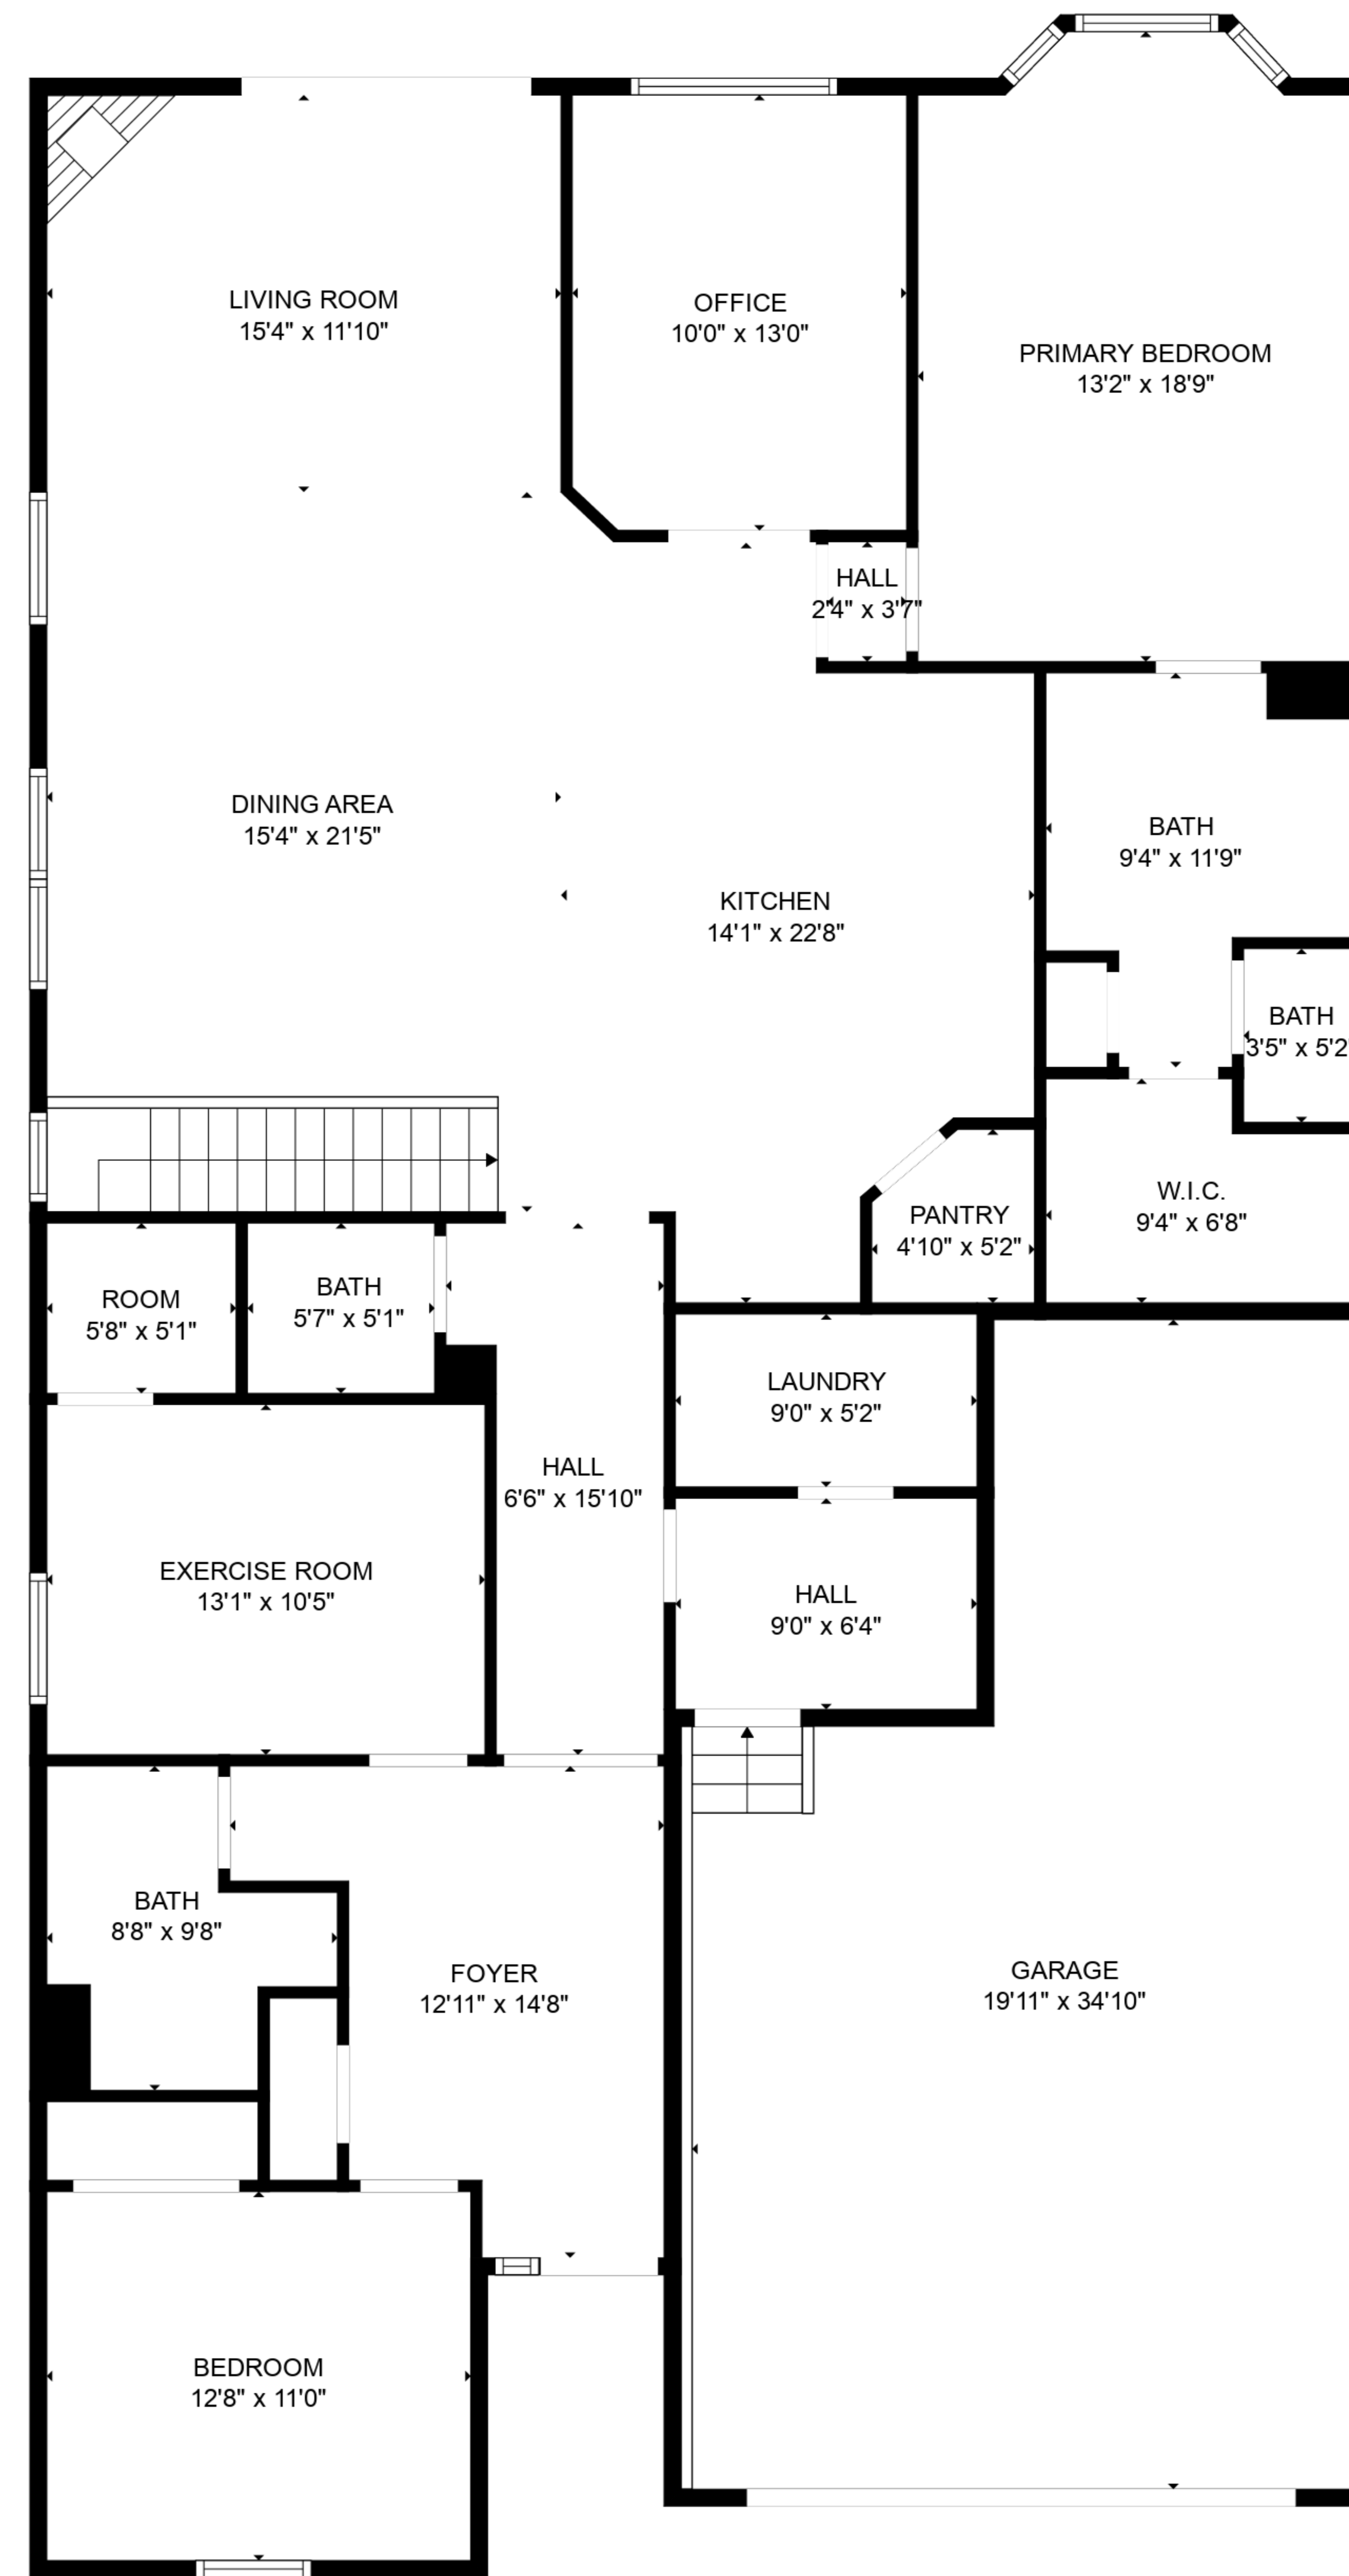 LIVING ROOM
15'4" x 11'10"
OFFICE
10'0" x 13'0"
PRIMARY BEDROOM
13'2" x 18'9"
HALL
2'4" x 3'7"
DINING AREA
15'4" x 21'5"
KITCHEN
14'1" x 22'8"
BATH
9'4" x 11'9"
BATH
3'5" x 5'2"
W.I.C.
9'4" x 6'8"
PANTRY
4'10" x 5'2"
ROOM
5'8" x 5'1"
BATH
5'7" x 5'1"
LAUNDRY
9'0" x 5'2"
HALL
6'6" x 15'10"
EXERCISE ROOM
13'1" x 10'5"
HALL
9'0" x 6'4"
BATH
8'8" x 9'8"
FOYER
12'11" x 14'8"
GARAGE
19'11" x 34'10"
BEDROOM
12'8" x 11'0"